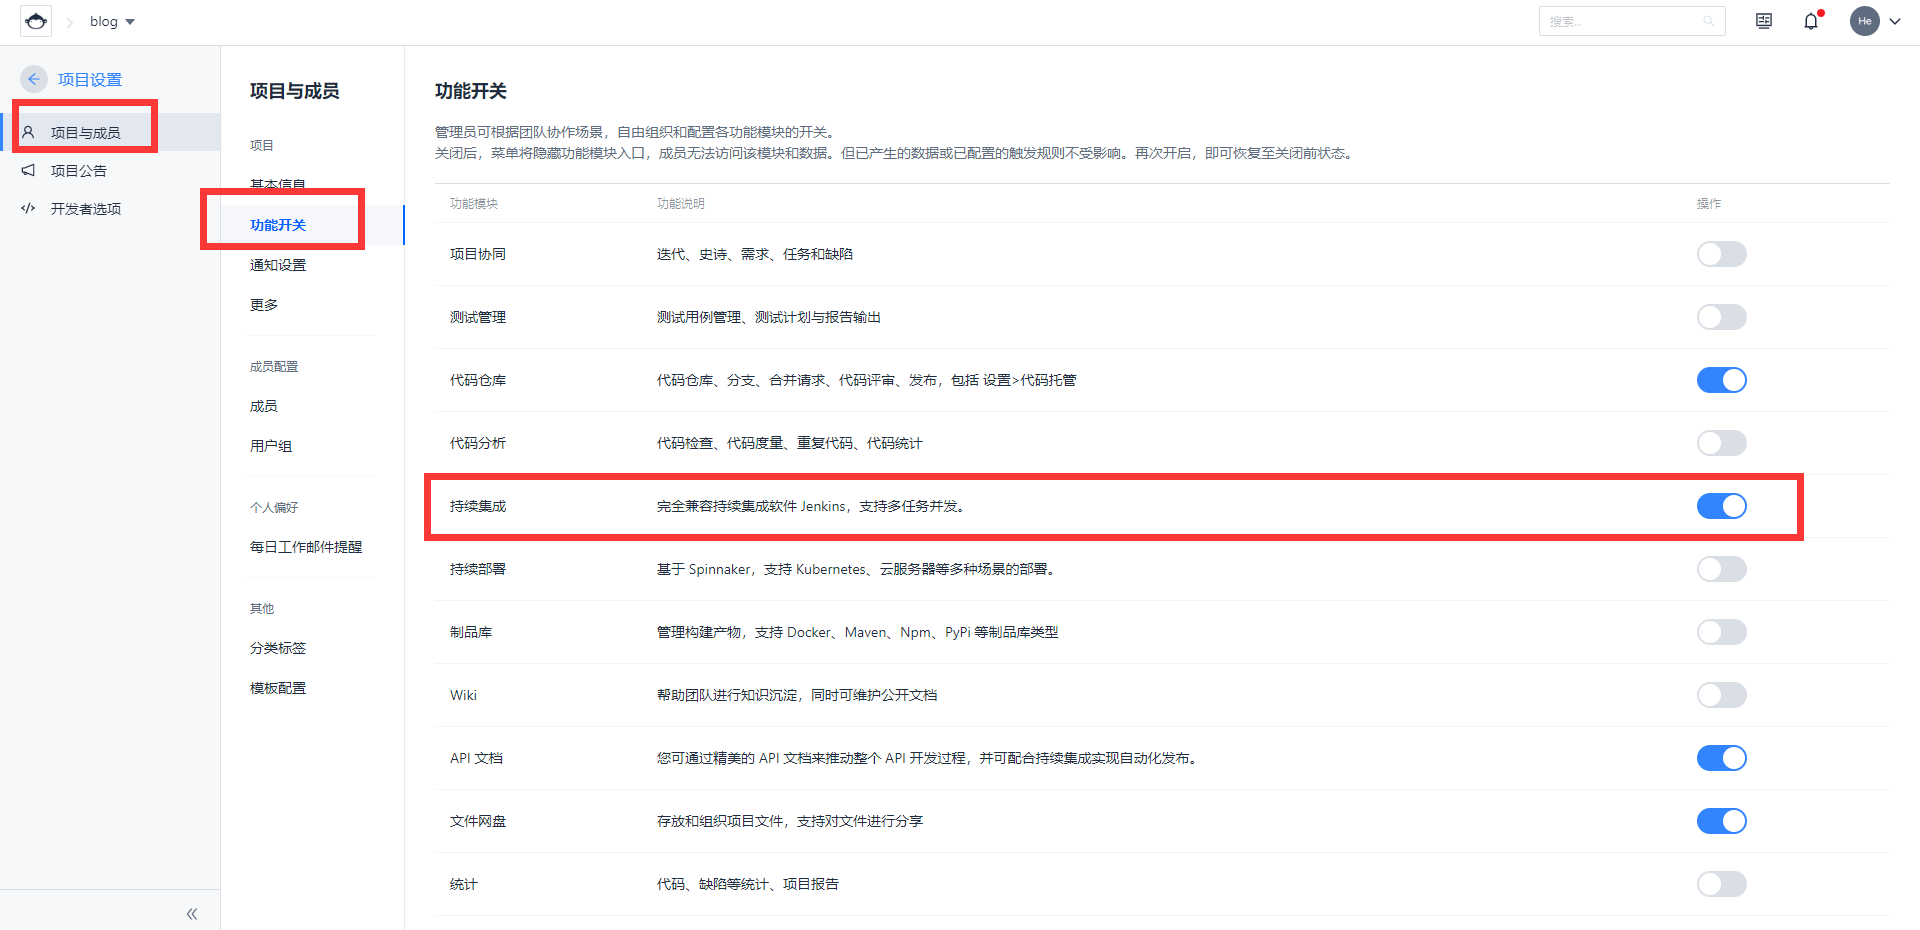 blog
搜索...
He
项目设置
项目与成员
项目公告
开发者选项
项目与成员
项目
基本信息
功能开关
通知设置
更多
成员配置
成员
用户组
个人偏好
每日工作邮件提醒
其他
分类标签
模板配置
功能开关
管理员可根据团队协作场景，自由组织和配置各功能模块的开关。
关闭后，菜单将隐藏功能模块入口，成员无法访问该模块和数据。但已产生的数据或已配置的触发规则不受影响。再次开启，即可恢复至关闭前状态。
功能模块 功能说明 操作
项目协同 迭代、史诗、需求、任务和缺陷
测试管理 测试用例管理、测试计划与报告输出
代码仓库 代码仓库、分支、合并请求、代码评审、发布，包括 设置>代码托管
代码分析 代码检查、代码度量、重复代码、代码统计
持续集成 完全兼容持续集成软件 Jenkins，支持多任务并发。
持续部署 基于 Spinnaker，支持 Kubernetes、云服务器等多种场景的部署。
制品库 管理构建产物，支持 Docker、Maven、Npm、PyPi 等制品库类型
Wiki 帮助团队进行知识沉淀，同时可维护公开文档
API 文档 您可通过精美的 API 文档来推动整个 API 开发过程，并可配合持续集成实现自动化发布。
文件网盘 存放和组织项目文件，支持对文件进行分享
统计 代码、缺陷等统计、项目报告